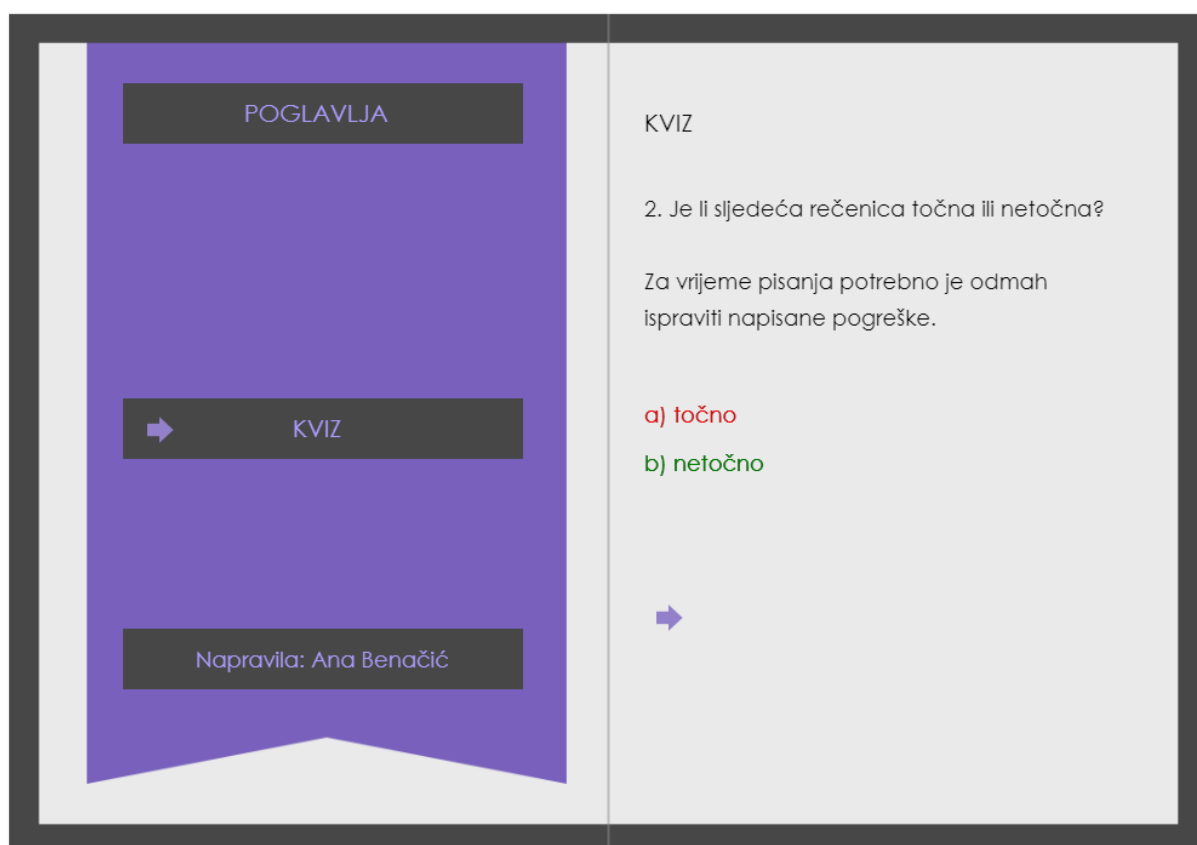 POGLAVLJA
KVIZ
Napravila: Ana Benačić
KVIZ
2. Je li sljedeća rečenica točna ili netočna?
Za vrijeme pisanja potrebno je odmah
ispraviti napisane pogreške.
a) točno
b) netočno